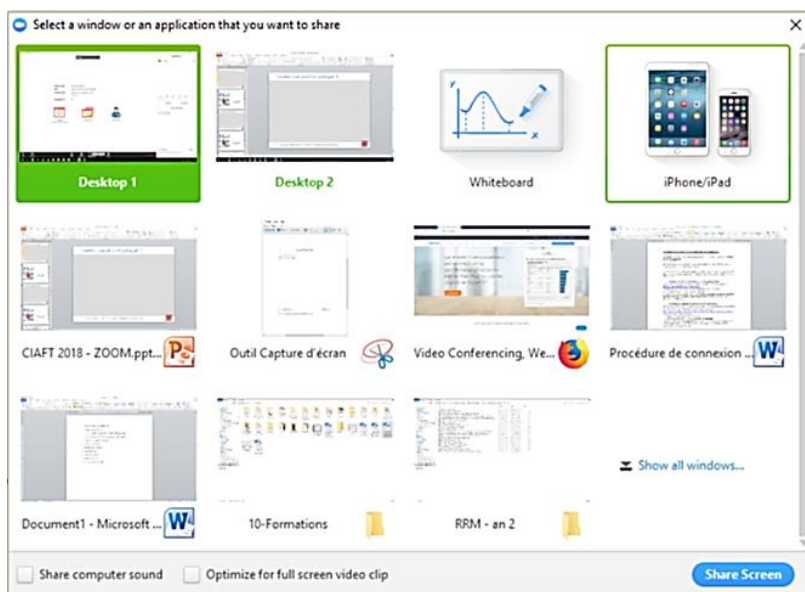 Select a window or an application that you want to share
Desktop 1
Desktop 2
Whiteboard
iPhone/iPad
CIAFT 2018 - ZOOM.ppt...
Outil Capture d'écran
Video Conferencing, We...
Procédure de connexion ...
Document1 - Microsoft ...
10-Formations
RRM - an 2
Show all windows...
Share computer sound
Optimize for full screen video clip
Share Screen